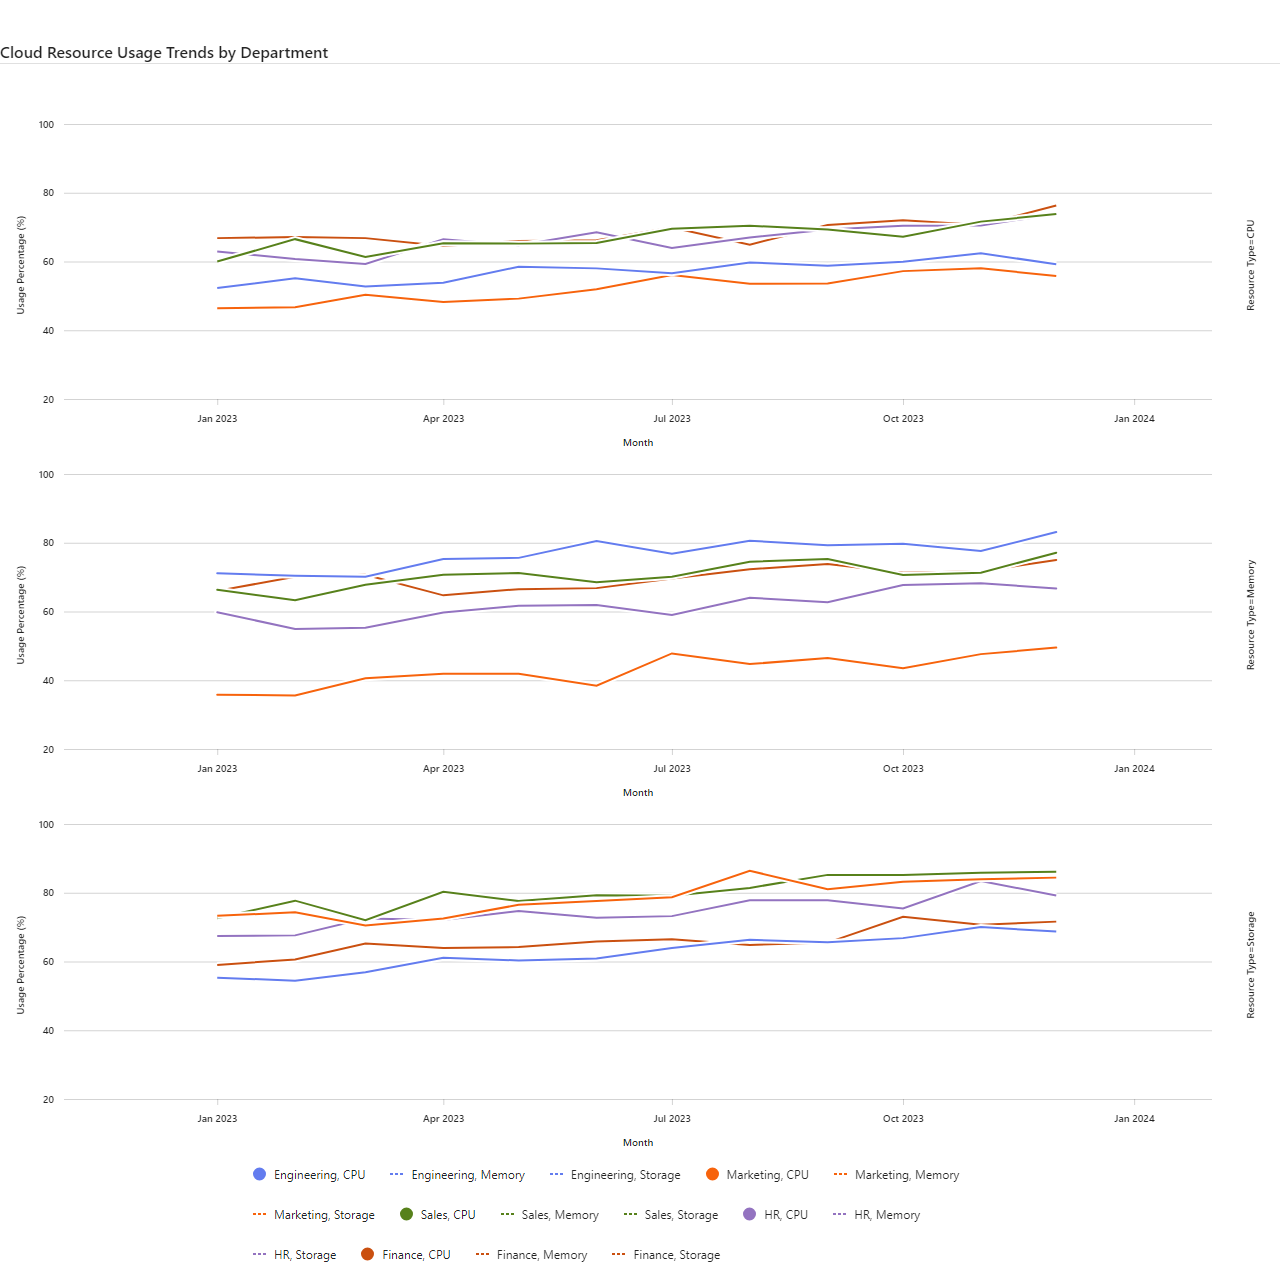 Cloud Resource Usage Trends by Department
100
80
60
40
20
Usage Percentage (%)
Resource Type=CPU
Jan 2023
Apr 2023
Jul 2023
Oct 2023
Jan 2024
Month
100
80
60
40
20
Usage Percentage (%)
Resource Type=Memory
Jan 2023
Apr 2023
Jul 2023
Oct 2023
Jan 2024
Month
100
80
60
40
20
Usage Percentage (%)
Resource Type=Storage
Jan 2023
Apr 2023
Jul 2023
Oct 2023
Jan 2024
Month
Engineering, CPU
Engineering, Memory
Engineering, Storage
Marketing, CPU
Marketing, Memory
Marketing, Storage
Sales, CPU
Sales, Memory
Sales, Storage
HR, CPU
HR, Memory
HR, Storage
Finance, CPU
Finance, Memory
Finance, Storage